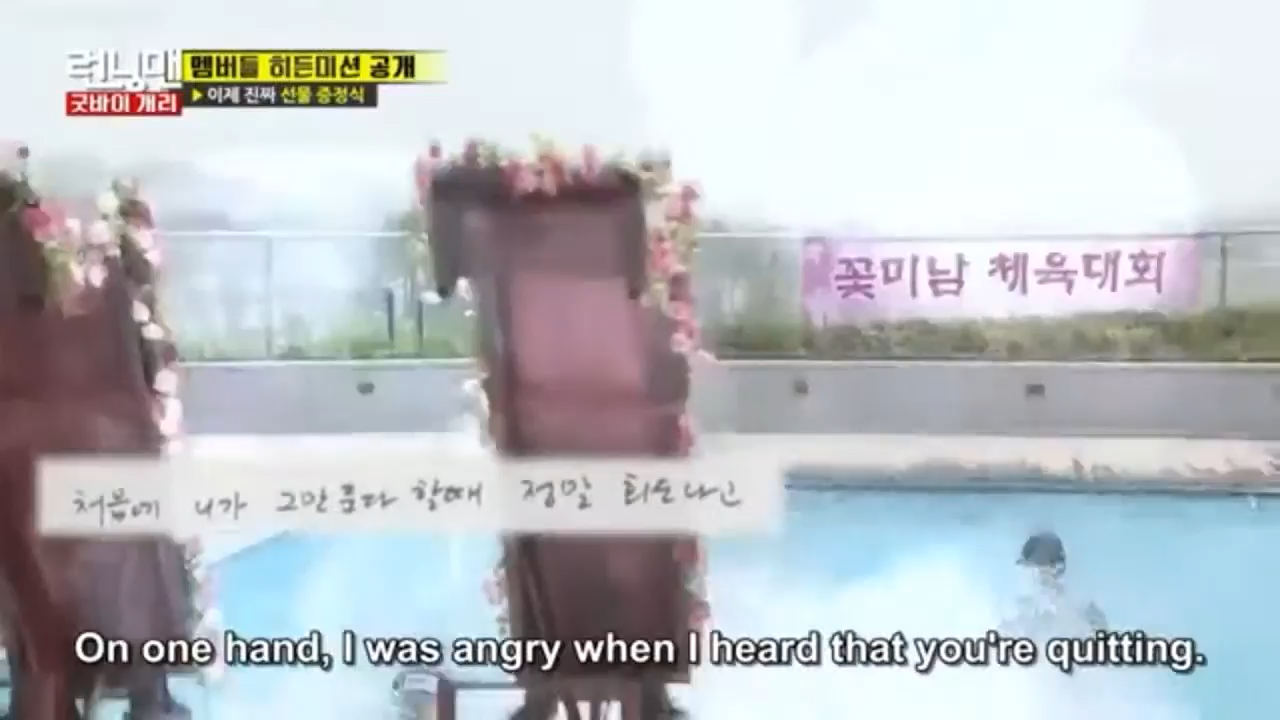 런닝맨
굿바이 개리
멤버들 히든미션 공개
▶ 이제 진짜 선물 증정식
꽃미남 체육대회
처음에 니가 그만둔다 할때 정말 화도나고
On one hand, I was angry when I heard that you're quitting.